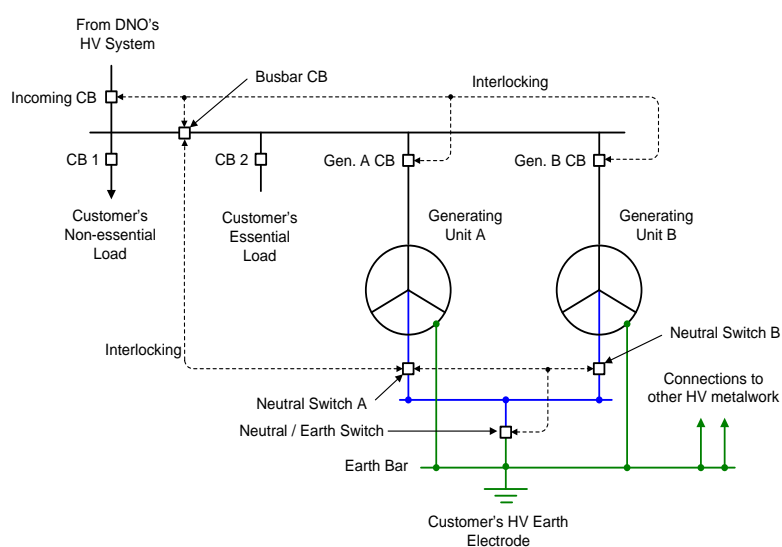 From DNO's
HV System
Busbar CB
Interlocking
Incoming CB
CB 1
CB 2
Gen. A CB
Gen. B CB
Customer's
Non-essential
Load
Customer's
Essential
Load
Generating
Unit A
Generating
Unit B
Neutral Switch B
Interlocking
Connections to
other HV metalwork
Neutral Switch A
Neutral / Earth Switch
Earth Bar
Customer's HV Earth
Electrode